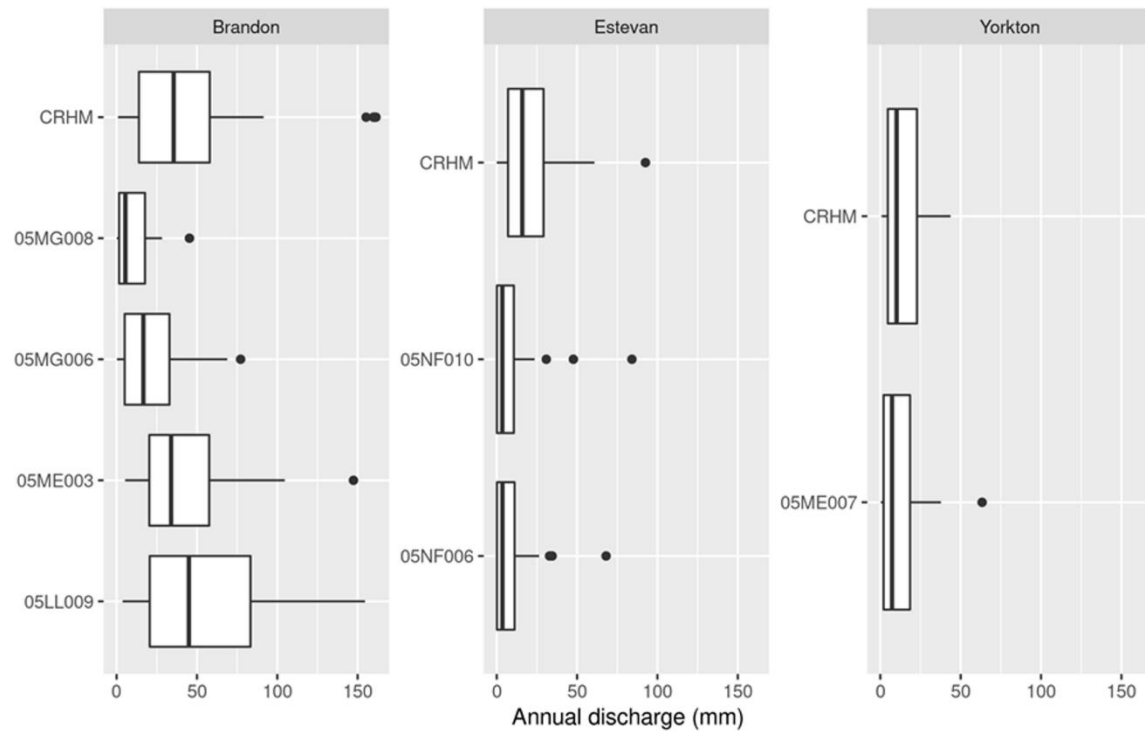 Brandon
Estevan
Yorkton
CRHM
05MG008
05MG006
05ME003
05LL009
CRHM
05NF010
05NF006
CRHM
05ME007
0 50 100 150
0 50 100 150
0 50 100 150
Annual discharge (mm)